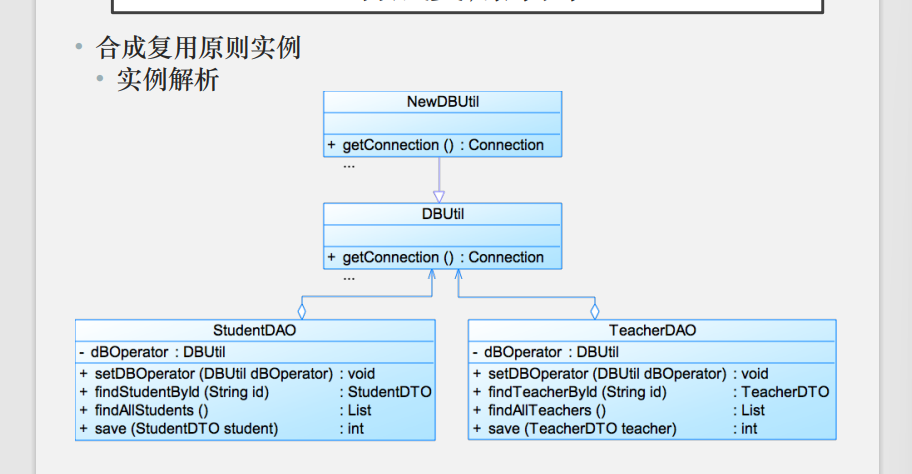 合成复用原则实例
实例解析
NewDBUtil
+ getConnection () : Connection
...
DBUtil
+ getConnection () : Connection
...
StudentDAO
- dBOperator : DBUtil
+ setDBOperator (DBUtil dBOperator) : void
+ findStudentById (String id) : StudentDTO
+ findAllStudents () : List
+ save (StudentDTO student) : int
TeacherDAO
- dBOperator : DBUtil
+ setDBOperator (DBUtil dBOperator) : void
+ findTeacherById (String id) : TeacherDTO
+ findAllTeachers () : List
+ save (TeacherDTO teacher) : int